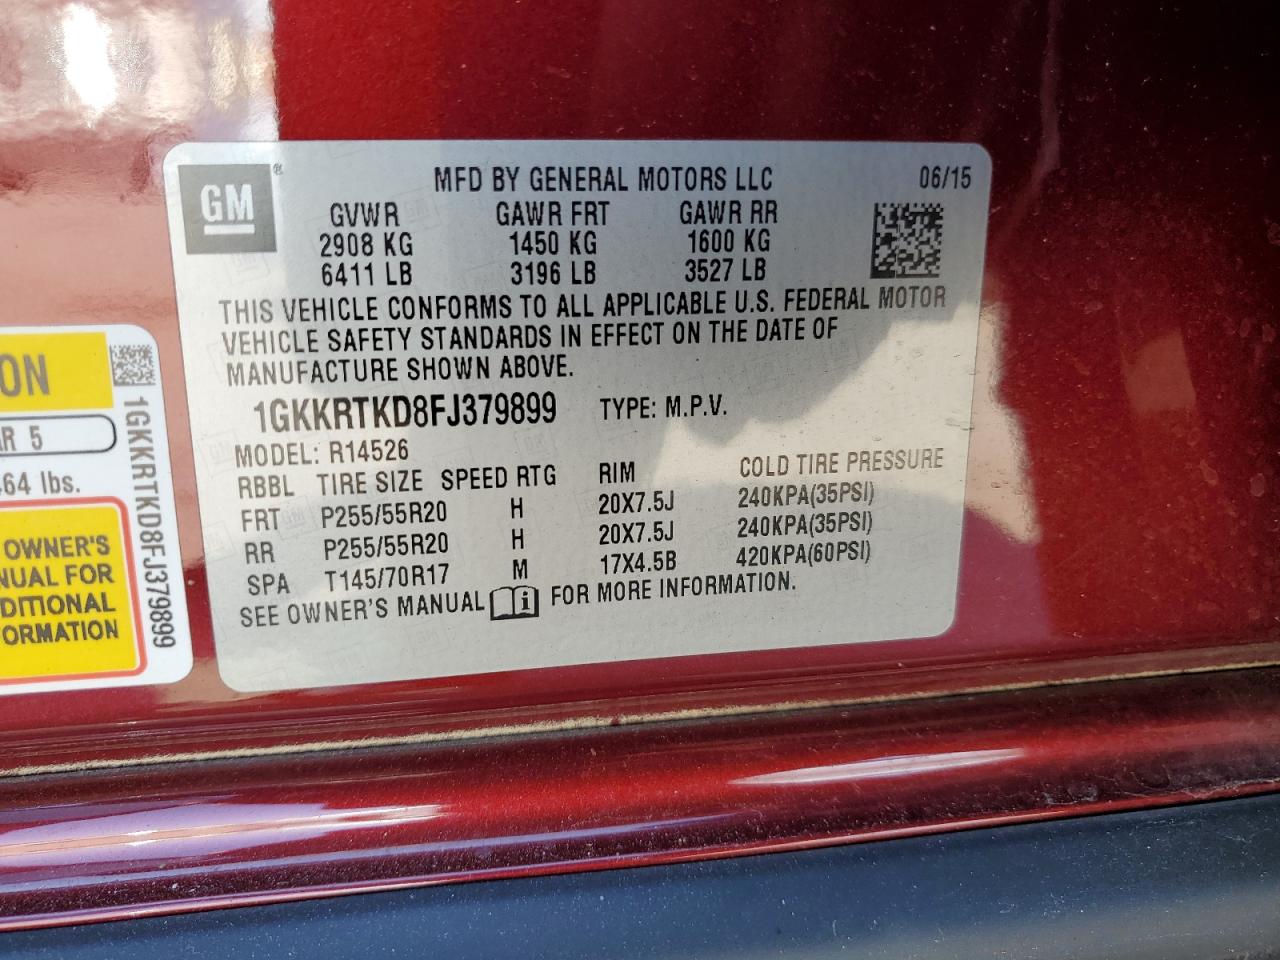 GM ®
MFD BY GENERAL MOTORS LLC 06/15
GVWR GAWR FRT GAWR RR
2908 KG 1450 KG 1600 KG
6411 LB 3196 LB 3527 LB
THIS VEHICLE CONFORMS TO ALL APPLICABLE U.S. FEDERAL MOTOR
VEHICLE SAFETY STANDARDS IN EFFECT ON THE DATE OF
MANUFACTURE SHOWN ABOVE.
1GKKRTKD8FJ379899 TYPE: M.P.V.
MODEL: R14526
RBBL TIRE SIZE SPEED RTG RIM COLD TIRE PRESSURE
FRT P255/55R20 H 20X7.5J 240KPA(35PSI)
RR P255/55R20 H 20X7.5J 240KPA(35PSI)
SPA T145/70R17 M 17X4.5B 420KPA(60PSI)
SEE OWNER'S MANUAL i FOR MORE INFORMATION.
ON
R 5
64 lbs.
OWNER'S
NUAL FOR
DITIONAL
ORMATION
1GKKRTKD8FJ379899